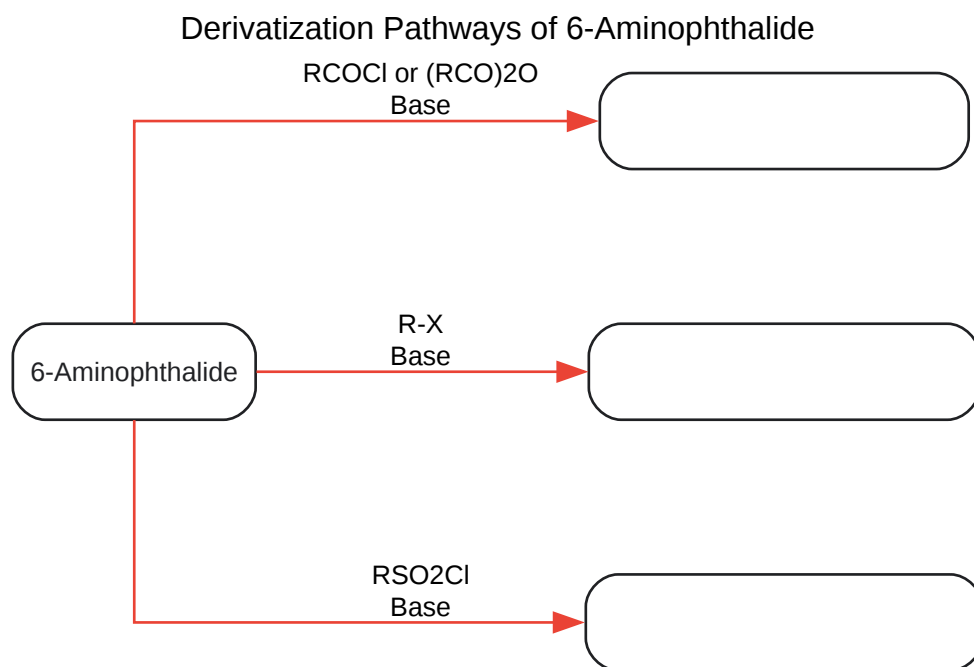 Derivatization Pathways of 6-Aminophthalide
RCOCl or (RCO)2O
Base
R-X
Base
6-Aminophthalide
RSO2Cl
Base